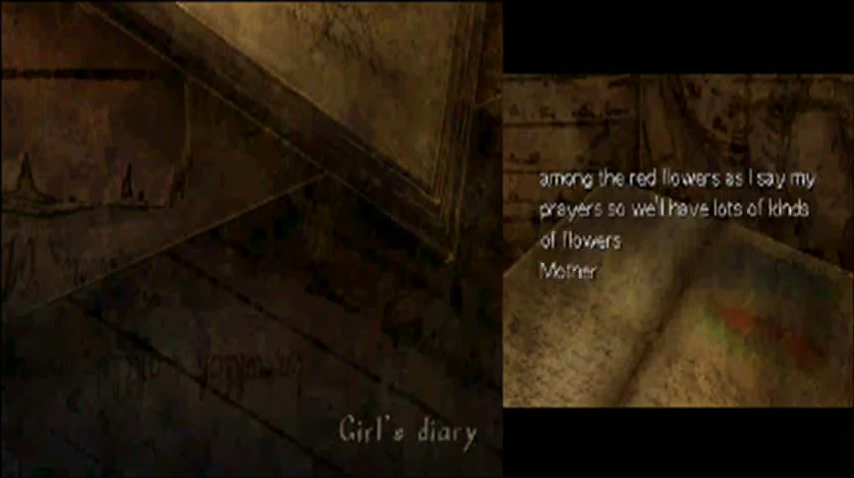 Girl's diary
among the red flowers as I say my
prayers so we'll have lots of kinds
of flowers
Mother